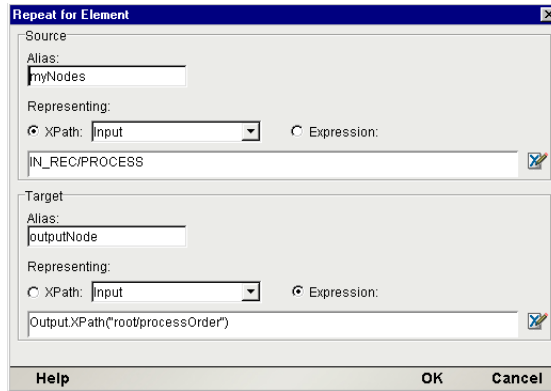 Repeat for Element
Source
Alias:
myNodes
Representing:
XPath: Input Expression:
IN_REC/PROCESS
Target
Alias:
outputNode
Representing:
XPath: Input Expression:
Output.XPath("root/processOrder")
Help OK Cancel